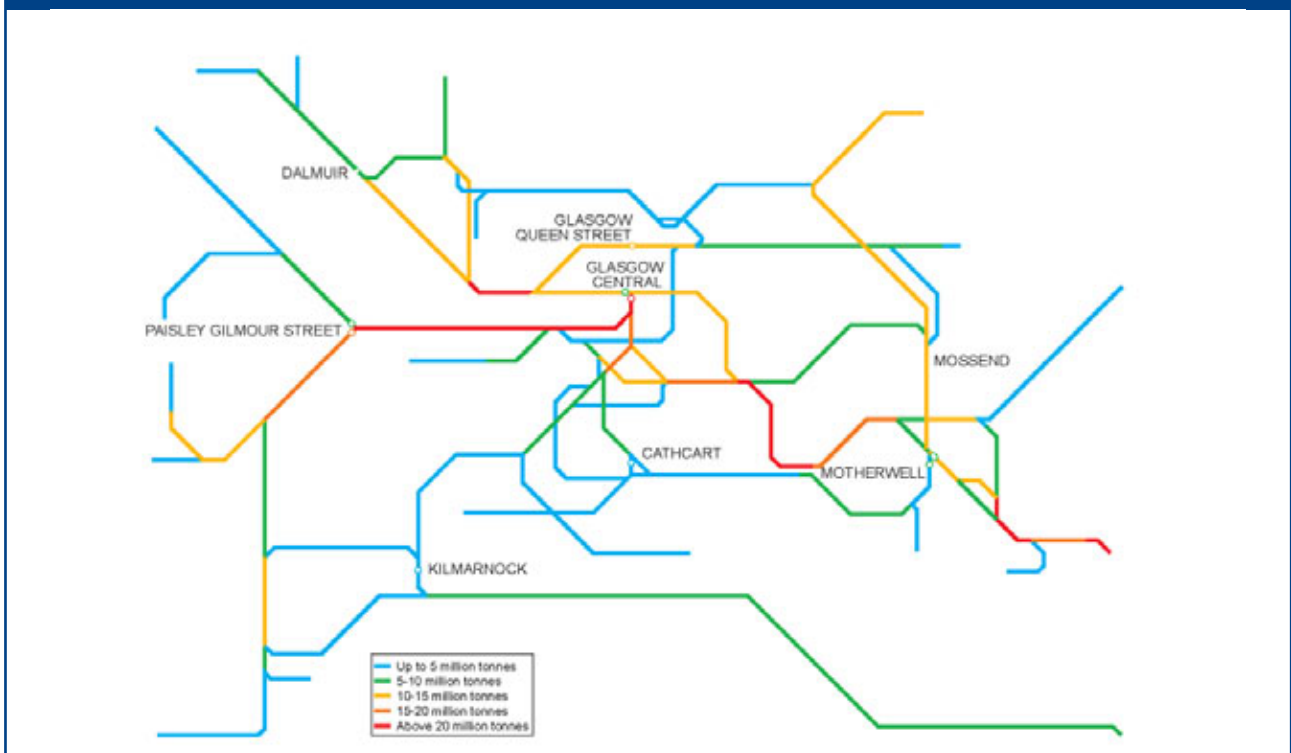 DALMUIR
GLASGOW
QUEEN STREET
GLASGOW
CENTRAL
PAISLEY GILMOUR STREET
MOSSEND
CATHCART
MOTHERWELL
KILMARNOCK
Up to 5 million tonnes
5-10 million tonnes
10-15 million tonnes
15-20 million tonnes
Above 20 million tonnes